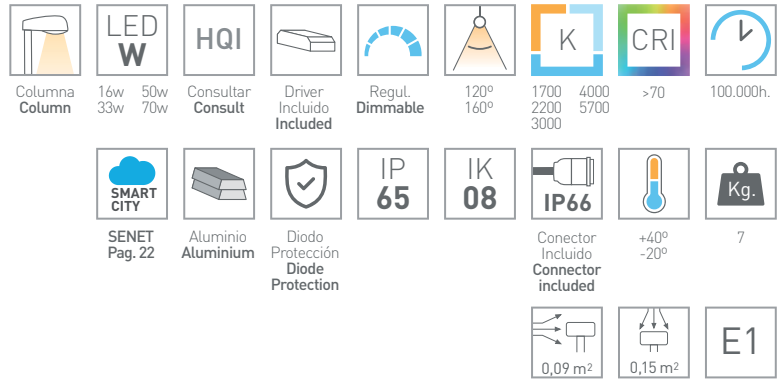 LED
W
HQI
K
CRI
Columna
Column
16w 50w
33w 70w
Consultar
Consult
Driver
Incluido
Included
Regul.
Dimmable
120º
160º
1700 4000
2200 5700
3000
>70
100.000h.
SMART
CITY
IP
65
IK
08
IP66
Kg.
SENET
Pag. 22
Aluminio
Aluminium
Diodo
Protección
Diode
Protection
Conector
Incluido
Connector
included
+40º
-20º
7
0,09 m²
0,15 m²
E1